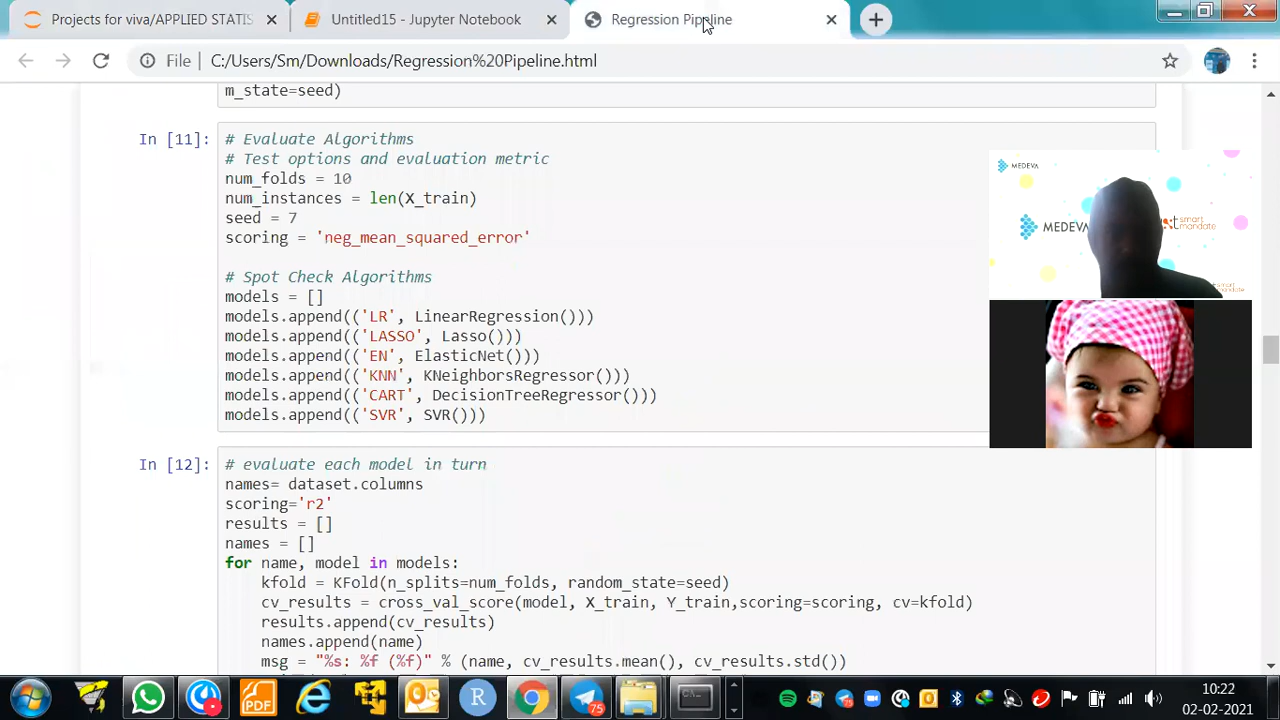 Projects for viva/APPLIED STATIS
Untitled15 - Jupyter Notebook
Regression Pipeline
File
C:/Users/Sm/Downloads/Regression%20Pipeline.html
m_state=seed)
In [11]:
# Evaluate Algorithms
# Test options and evaluation metric
num_folds = 10
num_instances = len(X_train)
seed = 7
scoring = 'neg_mean_squared_error'
# Spot Check Algorithms
models = []
models.append(('LR', LinearRegression()))
models.append(('LASSO', Lasso()))
models.append(('EN', ElasticNet()))
models.append(('KNN', KNeighborsRegressor()))
models.append(('CART', DecisionTreeRegressor()))
models.append(('SVR', SVR()))
MEDEVA
MEDEVA
st smart
mandate
In [12]:
# evaluate each model in turn
names= dataset.columns
scoring='r2'
results = []
names = []
for name, model in models:
kfold = KFold(n_splits=num_folds, random_state=seed)
cv_results = cross_val_score(model, X_train, Y_train,scoring=scoring, cv=kfold)
results.append(cv_results)
names.append(name)
msg = "%s: %f (%f)" % (name, cv_results.mean(), cv_results.std())
PDF
R
75
10:22
02-02-2021